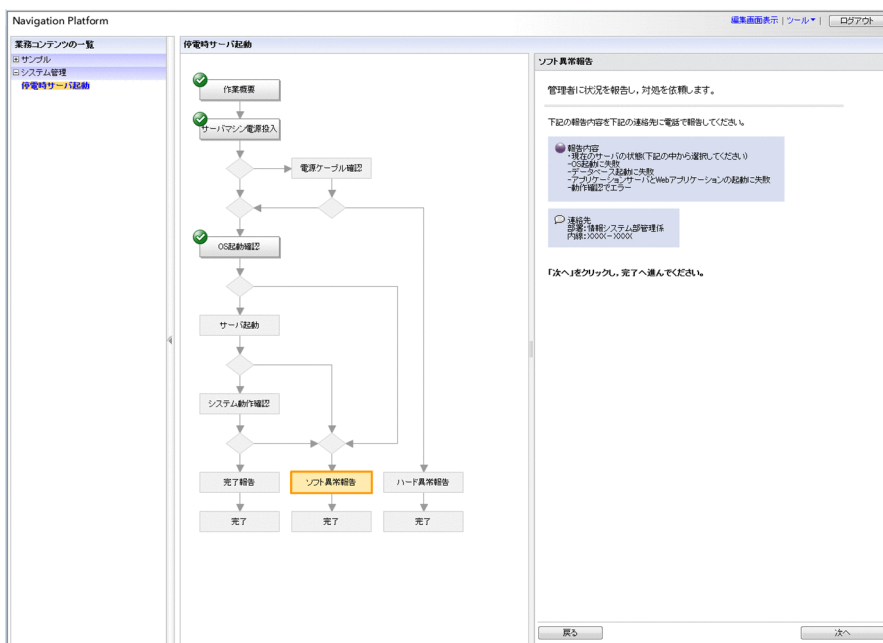 Navigation Platform
編集画面表示 | ツール▼ | ログアウト
業務コンテンツの一覧
サンプル
システム管理
停電時サーバ起動
停電時サーバ起動
作業概要
サーバマシン電源投入
電源ケーブル確認
OS起動確認
サーバ起動
システム動作確認
完了報告
ソフト異常報告
ハード異常報告
完了
完了
完了
ソフト異常報告
管理者に状況を報告し，対処を依頼します。
下記の報告内容を下記の連絡先に電話で報告してください。
報告内容
・現在のサーバの状態(下記の中から選択してください)
-OS起動に失敗
-データベース起動に失敗
-アプリケーションサーバとWebアプリケーションの起動に失敗
-動作確認でエラー
連絡先
部署：情報システム部管理係
内線：XXXX-XXXX
「次へ」をクリックし，完了へ進んでください。
戻る
次へ